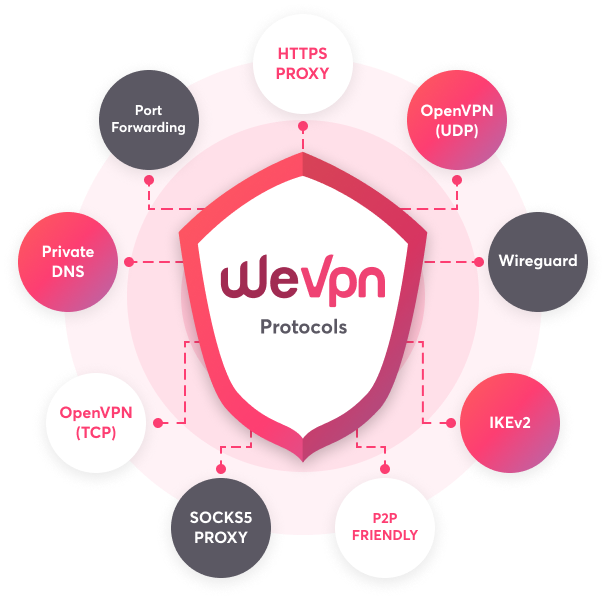 HTTPS
PROXY
Port
Forwarding
OpenVPN
(UDP)
Private
DNS
Wireguard
WeVpn
Protocols
OpenVPN
(TCP)
IKEv2
SOCKS5
PROXY
P2P
FRIENDLY